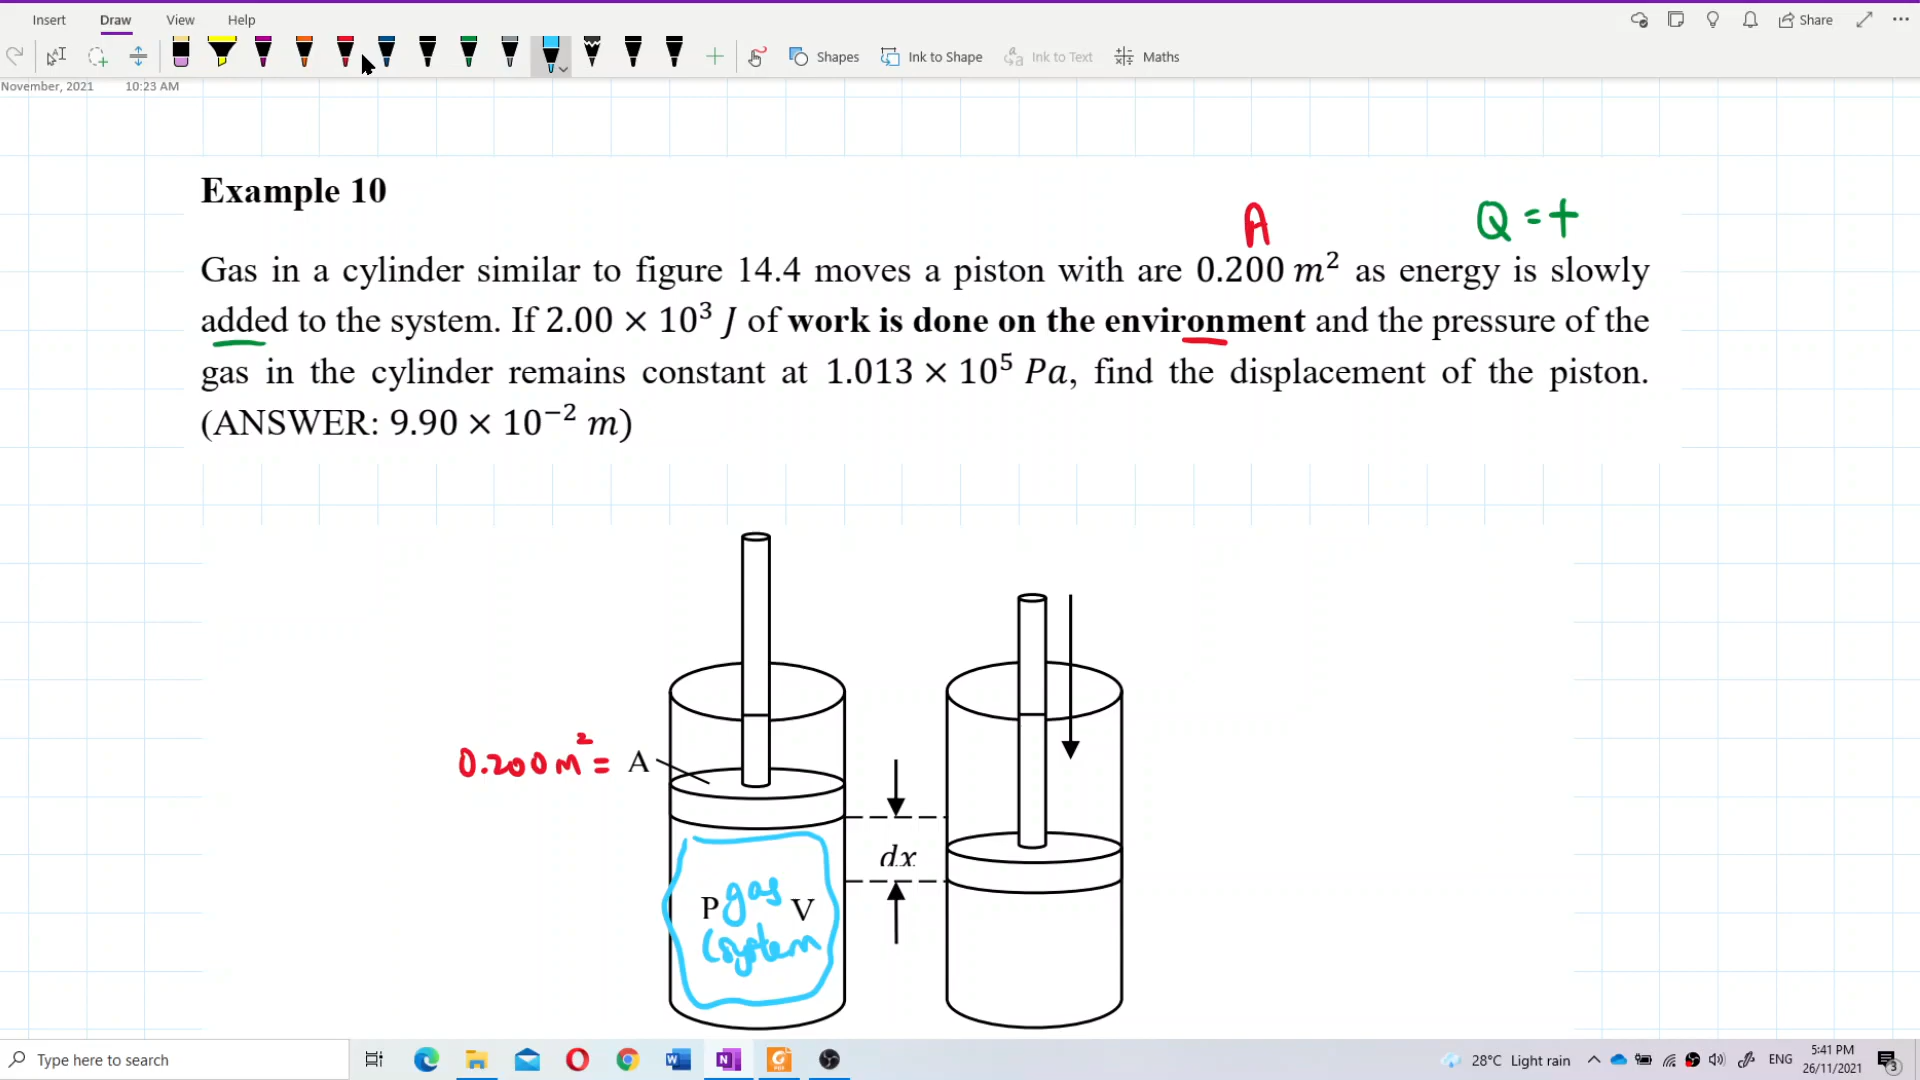 Insert Draw View Help
Share
Shapes Ink to Shape Ink to Text Maths
November, 2021 10:23 AM
Example 10
A
Q = +
Gas in a cylinder similar to figure 14.4 moves a piston with are 0.200 m² as energy is slowly
added to the system. If 2.00 × 10³ J of work is done on the environment and the pressure of the
gas in the cylinder remains constant at 1.013 × 10⁵ Pa, find the displacement of the piston.
(ANSWER: 9.90 × 10⁻² m)
0.200 m² = A
dx
P gas V
(system
Type here to search
28°C Light rain
ENG
5:41 PM
26/11/2021
3